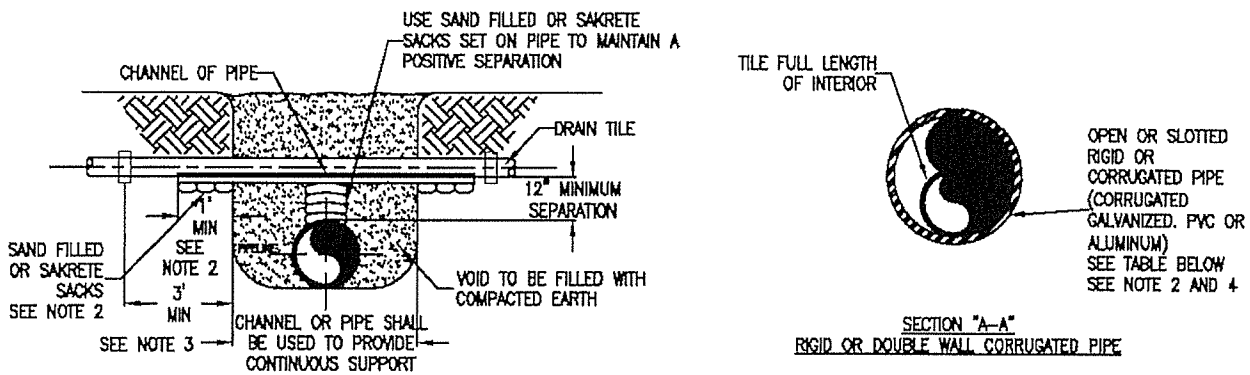 USE SAND FILLED OR SAKRETE
SACKS SET ON PIPE TO MAINTAIN A
POSITIVE SEPARATION
CHANNEL OF PIPE
DRAIN TILE
12" MINIMUM
SEPARATION
1'
MIN
SEE
NOTE 2
SAND FILLED
OR SAKRETE
SACKS
SEE NOTE 2
3'
MIN
SEE NOTE 3
PIPELINE
VOID TO BE FILLED WITH
COMPACTED EARTH
CHANNEL OR PIPE SHALL
BE USED TO PROVIDE
CONTINUOUS SUPPORT
TILE FULL LENGTH
OF INTERIOR
OPEN OR SLOTTED
RIGID OR
CORRUGATED PIPE
(CORRUGATED
GALVANIZED. PVC OR
ALUMINUM)
SEE TABLE BELOW
SEE NOTE 2 AND 4
SECTION "A-A"
RIGID OR DOUBLE WALL CORRUGATED PIPE